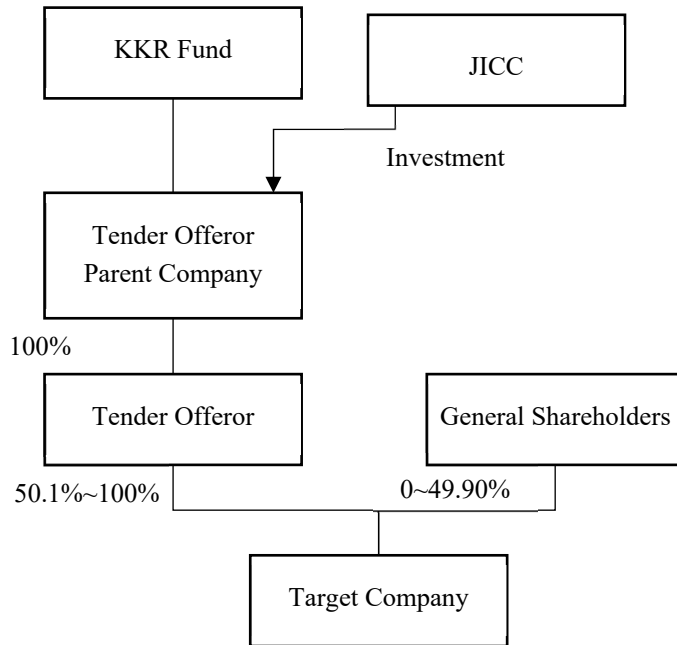 KKR Fund
JICC
Investment
Tender Offeror
Parent Company
100%
Tender Offeror
General Shareholders
50.1%~100%
0~49.90%
Target Company